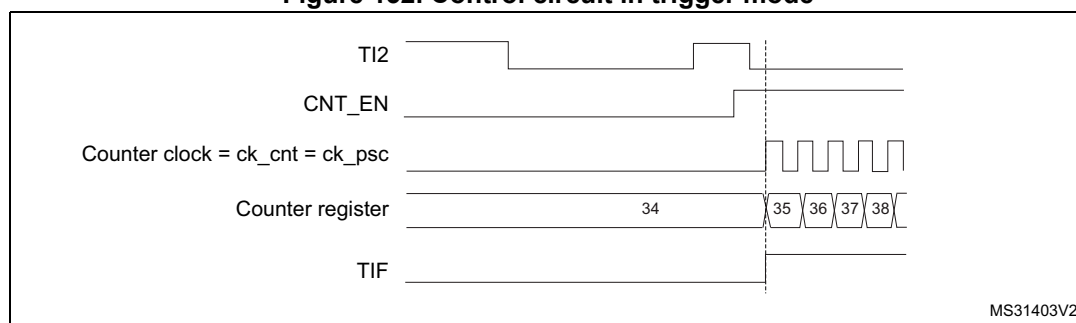 Figure Control circuit in trigger mode
TI2
CNT_EN
Counter clock = ck_cnt = ck_psc
Counter register
34 35 36 37 38
TIF
MS31403V2